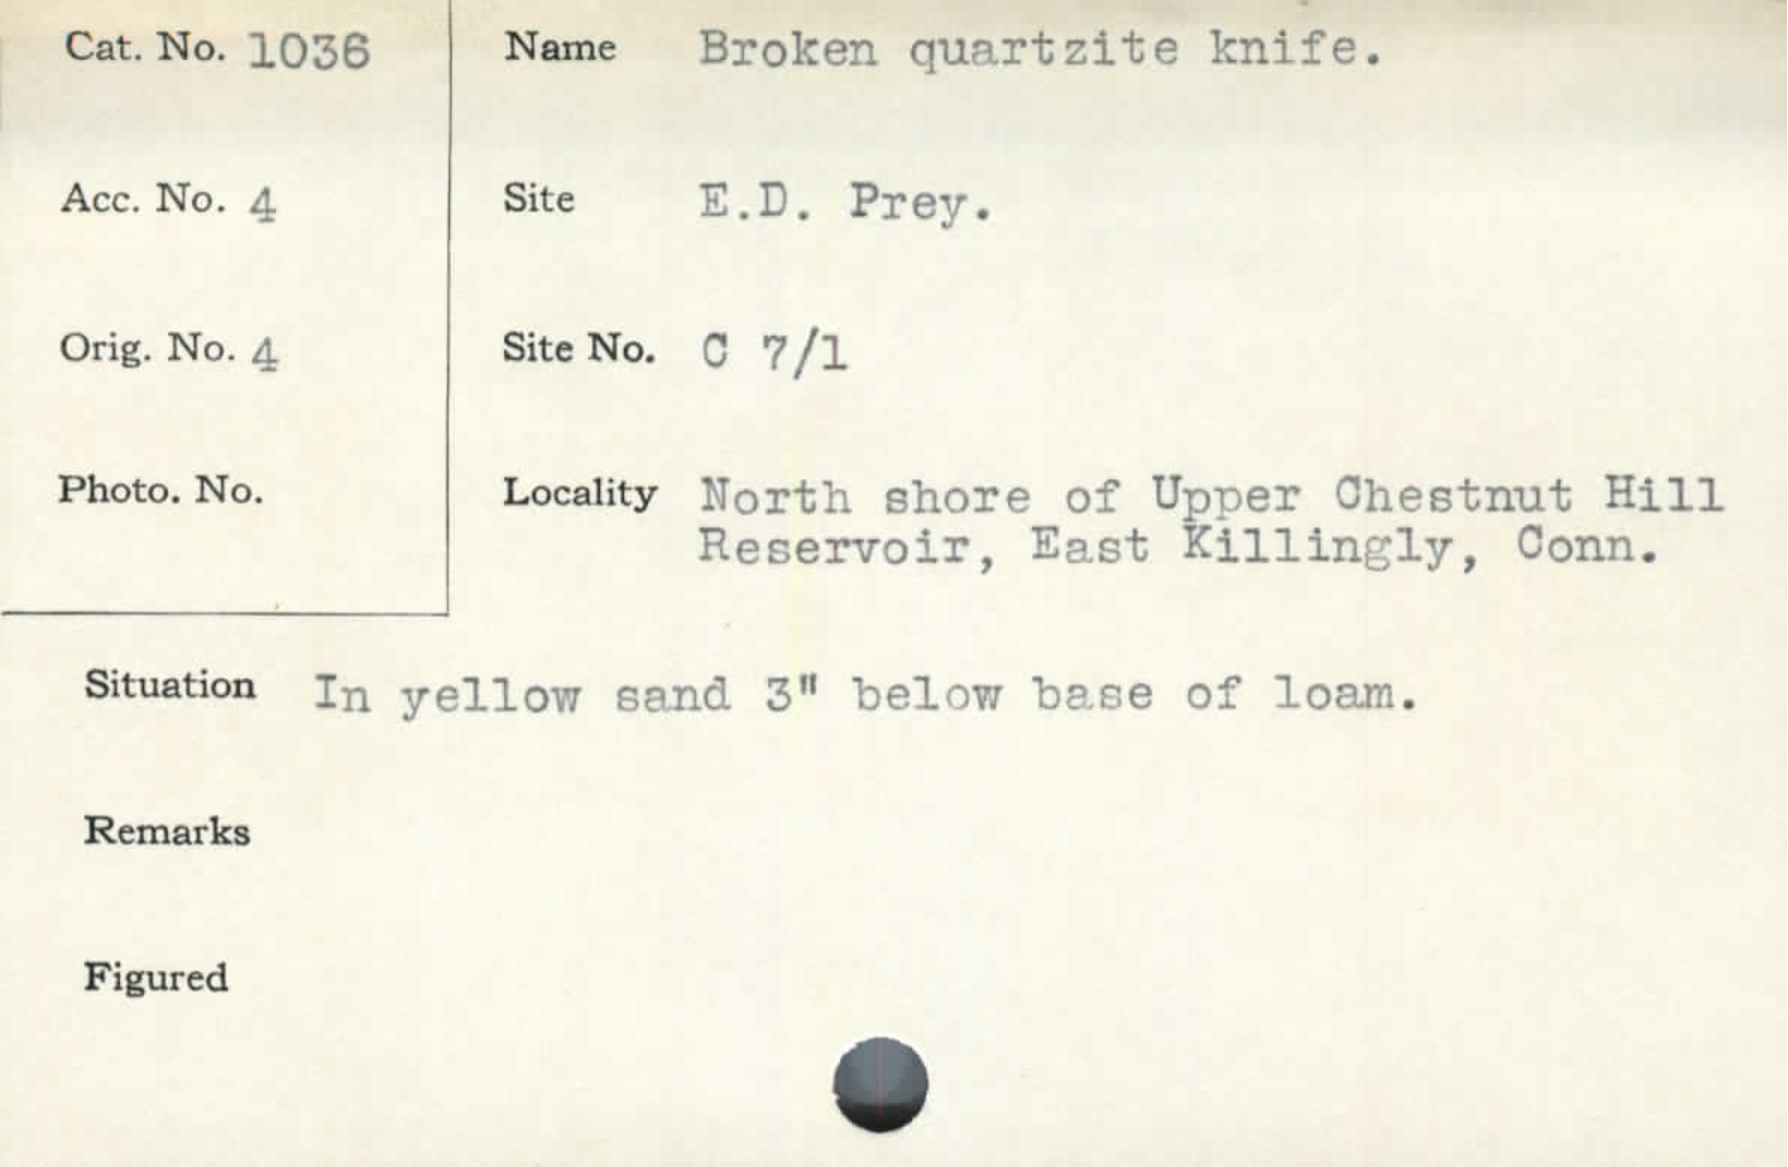 Cat. No. 1036
Name Broken quartzite knife.
Acc. No. 4
Site E.D. Prey.
Orig. No. 4
Site No. C 7/1
Photo. No.
Locality North shore of Upper Chestnut Hill
Reservoir, East Killingly, Conn.
Situation In yellow sand 3" below base of loam.
Remarks
Figured